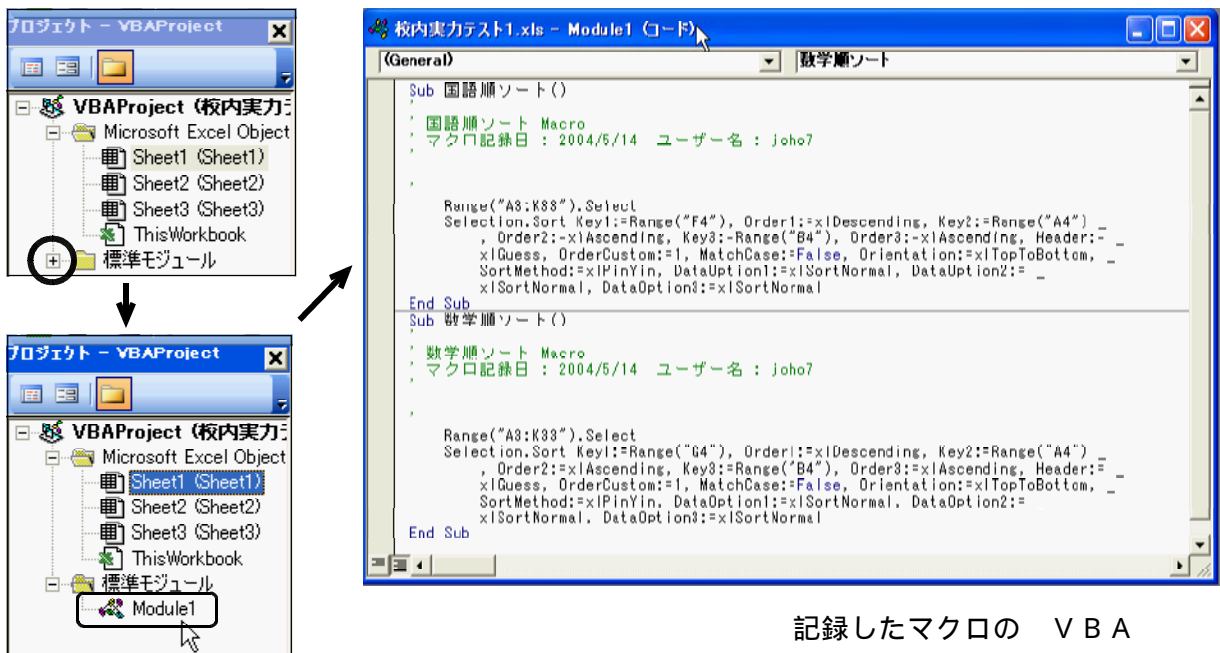 プロジェクト - VBAProject
VBAProject (校内実力テ
Microsoft Excel Object
Sheet1 (Sheet1)
Sheet2 (Sheet2)
Sheet3 (Sheet3)
ThisWorkbook
標準モジュール
プロジェクト - VBAProject
VBAProject (校内実力テ
Microsoft Excel Object
Sheet1 (Sheet1)
Sheet2 (Sheet2)
Sheet3 (Sheet3)
ThisWorkbook
標準モジュール
Module1
校内実力テスト1.xls - Module1 (コード)
(General) 数学順ソート
Sub 国語順ソート()
'
' 国語順ソート Macro
' マクロ記録日 : 2004/5/14 ユーザー名 : joho7
'
'
Range("A3:K33").Select
Selection.Sort Key1:=Range("F4"), Order1:=xlDescending, Key2:=Range("A4") _
, Order2:=xlAscending, Key3:=Range("B4"), Order3:=xlAscending, Header:= _
xlGuess, OrderCustom:=1, MatchCase:=False, Orientation:=xlTopToBottom, _
SortMethod:=xlPinYin, DataOption1:=xlSortNormal, DataOption2:= _
xlSortNormal, DataOption3:=xlSortNormal
End Sub
Sub 数学順ソート()
'
' 数学順ソート Macro
' マクロ記録日 : 2004/5/14 ユーザー名 : joho7
'
'
Range("A3:K33").Select
Selection.Sort Key1:=Range("G4"), Order1:=xlDescending, Key2:=Range("A4") _
, Order2:=xlAscending, Key3:=Range("B4"), Order3:=xlAscending, Header:= _
xlGuess, OrderCustom:=1, MatchCase:=False, Orientation:=xlTopToBottom, _
SortMethod:=xlPinYin, DataOption1:=xlSortNormal, DataOption2:=
xlSortNormal, DataOption3:=xlSortNormal
End Sub
記録したマクロの ＶＢＡ